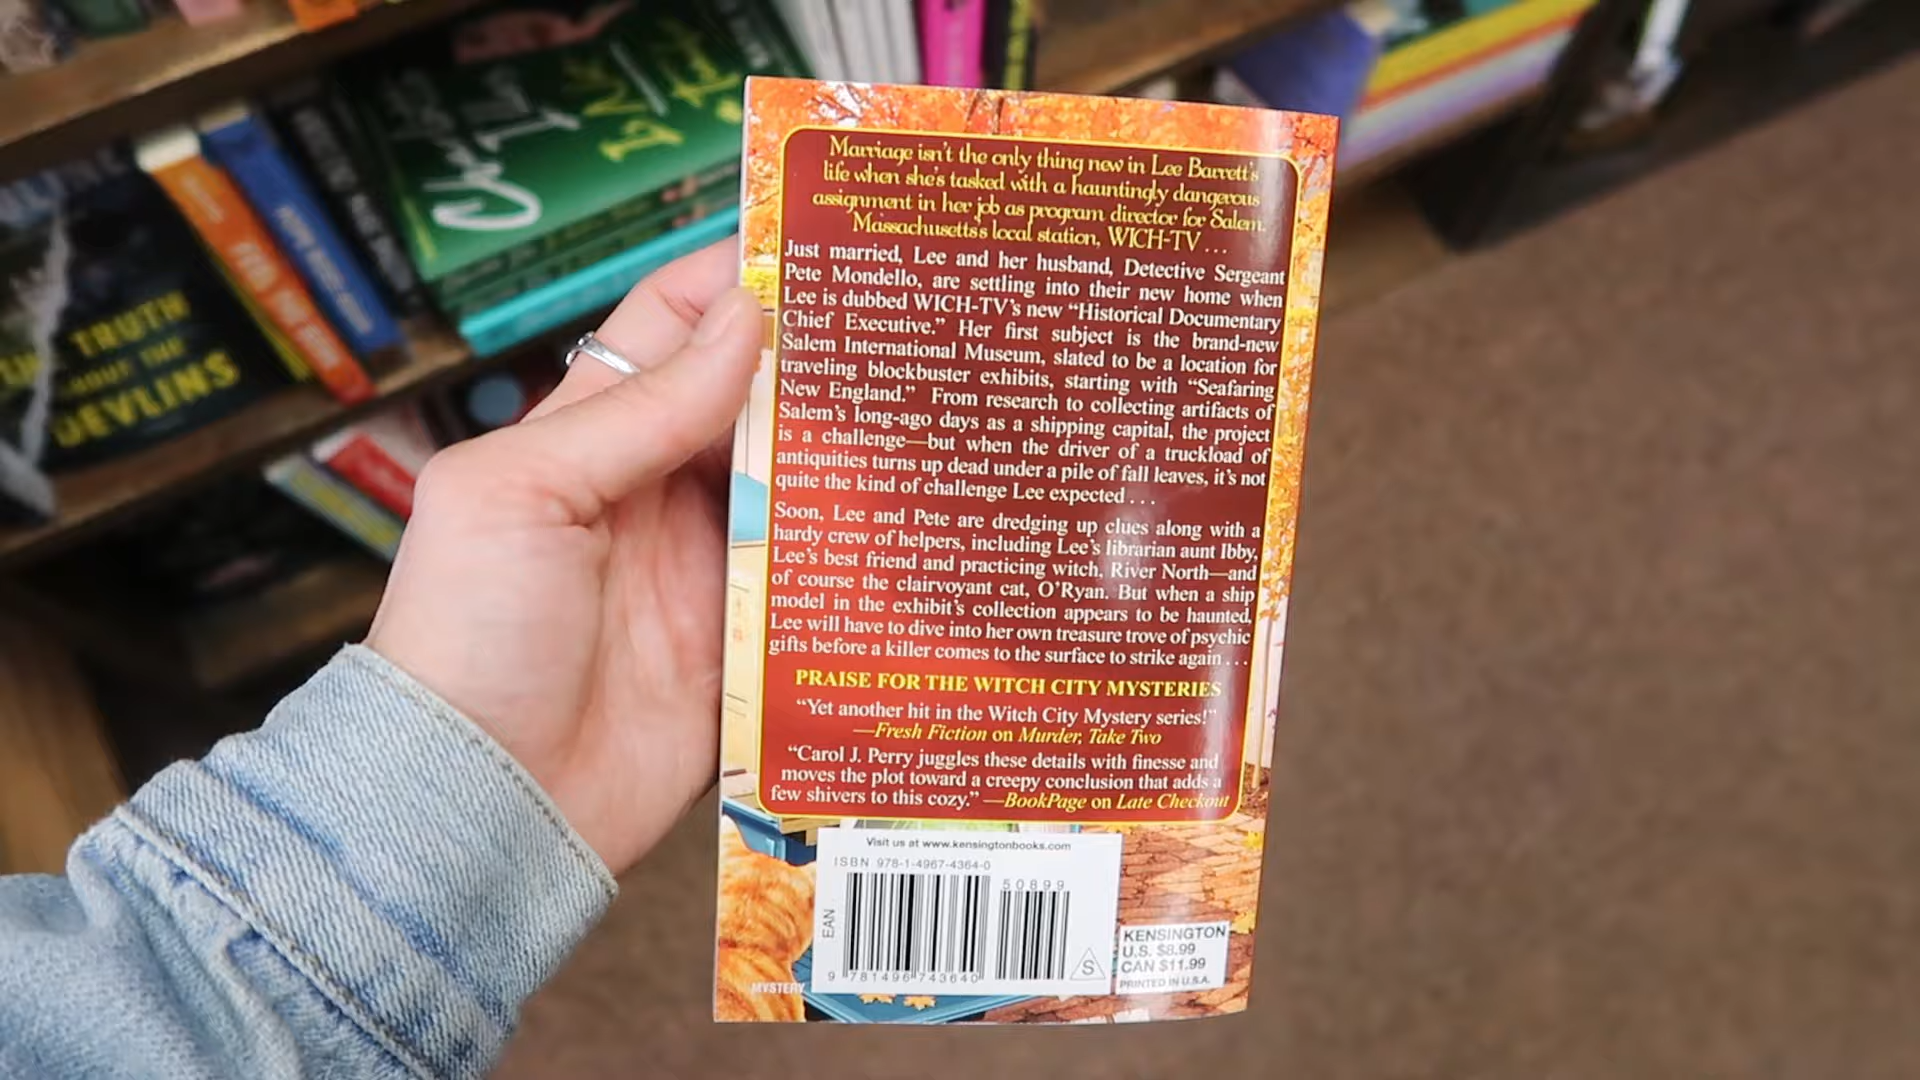 THE TRUTH
ABOUT THE
DEVLINS
Marriage isn't the only thing new in Lee Barrett's
life when she's tasked with a hauntingly dangerous
assignment in her job as program director for Salem,
Massachusetts's local station, WICH-TV . . .
Just married, Lee and her husband, Detective Sergeant
Pete Mondello, are settling into their new home when
Lee is dubbed WICH-TV's new “Historical Documentary
Chief Executive.” Her first subject is the brand-new
Salem International Museum, slated to be a location for
traveling blockbuster exhibits, starting with “Seafaring
New England.” From research to collecting artifacts of
Salem's long-ago days as a shipping capital, the project
is a challenge—but when the driver of a truckload of
antiquities turns up dead under a pile of fall leaves, it's not
quite the kind of challenge Lee expected . . .
Soon, Lee and Pete are dredging up clues along with a
hardy crew of helpers, including Lee's librarian aunt Ibby,
Lee's best friend and practicing witch, River North—and
of course the clairvoyant cat, O'Ryan. But when a ship
model in the exhibit's collection appears to be haunted,
Lee will have to dive into her own treasure trove of psychic
gifts before a killer comes to the surface to strike again . . .
PRAISE FOR THE WITCH CITY MYSTERIES
“Yet another hit in the Witch City Mystery series!”
—Fresh Fiction on Murder, Take Two
“Carol J. Perry juggles these details with finesse and
moves the plot toward a creepy conclusion that adds a
few shivers to this cozy.” —BookPage on Late Checkout
Visit us at www.kensingtonbooks.com
ISBN 978-1-4967-4364-0
50899
EAN
9 781496 743640
S
MYSTERY
KENSINGTON
U.S. $8.99
CAN $11.99
PRINTED IN U.S.A.